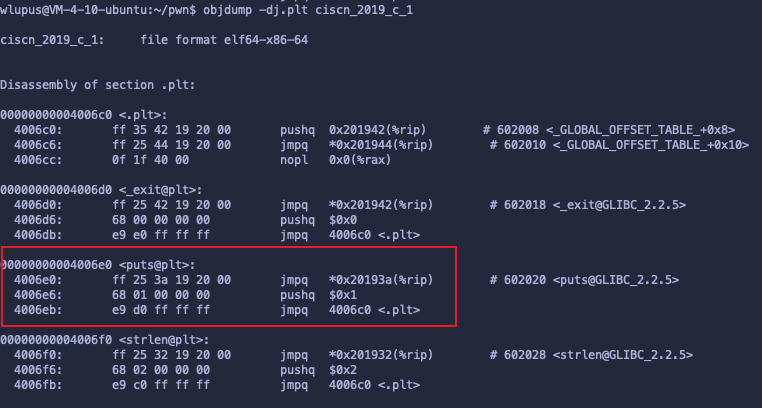 wlupus@VM-4-10-ubuntu:~/pwn$ objdump -dj.plt ciscn_2019_c_1
ciscn_2019_c_1:     file format elf64-x86-64
Disassembly of section .plt:
00000000004006c0 <.plt>:
  4006c0:       ff 35 42 19 20 00       pushq  0x201942(%rip)        # 602008 <_GLOBAL_OFFSET_TABLE_+0x8>
  4006c6:       ff 25 44 19 20 00       jmpq   *0x201944(%rip)        # 602010 <_GLOBAL_OFFSET_TABLE_+0x10>
  4006cc:       0f 1f 40 00             nopl   0x0(%rax)
00000000004006d0 <_exit@plt>:
  4006d0:       ff 25 42 19 20 00       jmpq   *0x201942(%rip)        # 602018 <_exit@GLIBC_2.2.5>
  4006d6:       68 00 00 00 00          pushq  $0x0
  4006db:       e9 e0 ff ff ff          jmpq   4006c0 <.plt>
00000000004006e0 <puts@plt>:
  4006e0:       ff 25 3a 19 20 00       jmpq   *0x20193a(%rip)        # 602020 <puts@GLIBC_2.2.5>
  4006e6:       68 01 00 00 00          pushq  $0x1
  4006eb:       e9 d0 ff ff ff          jmpq   4006c0 <.plt>
00000000004006f0 <strlen@plt>:
  4006f0:       ff 25 32 19 20 00       jmpq   *0x201932(%rip)        # 602028 <strlen@GLIBC_2.2.5>
  4006f6:       68 02 00 00 00          pushq  $0x2
  4006fb:       e9 c0 ff ff ff          jmpq   4006c0 <.plt>